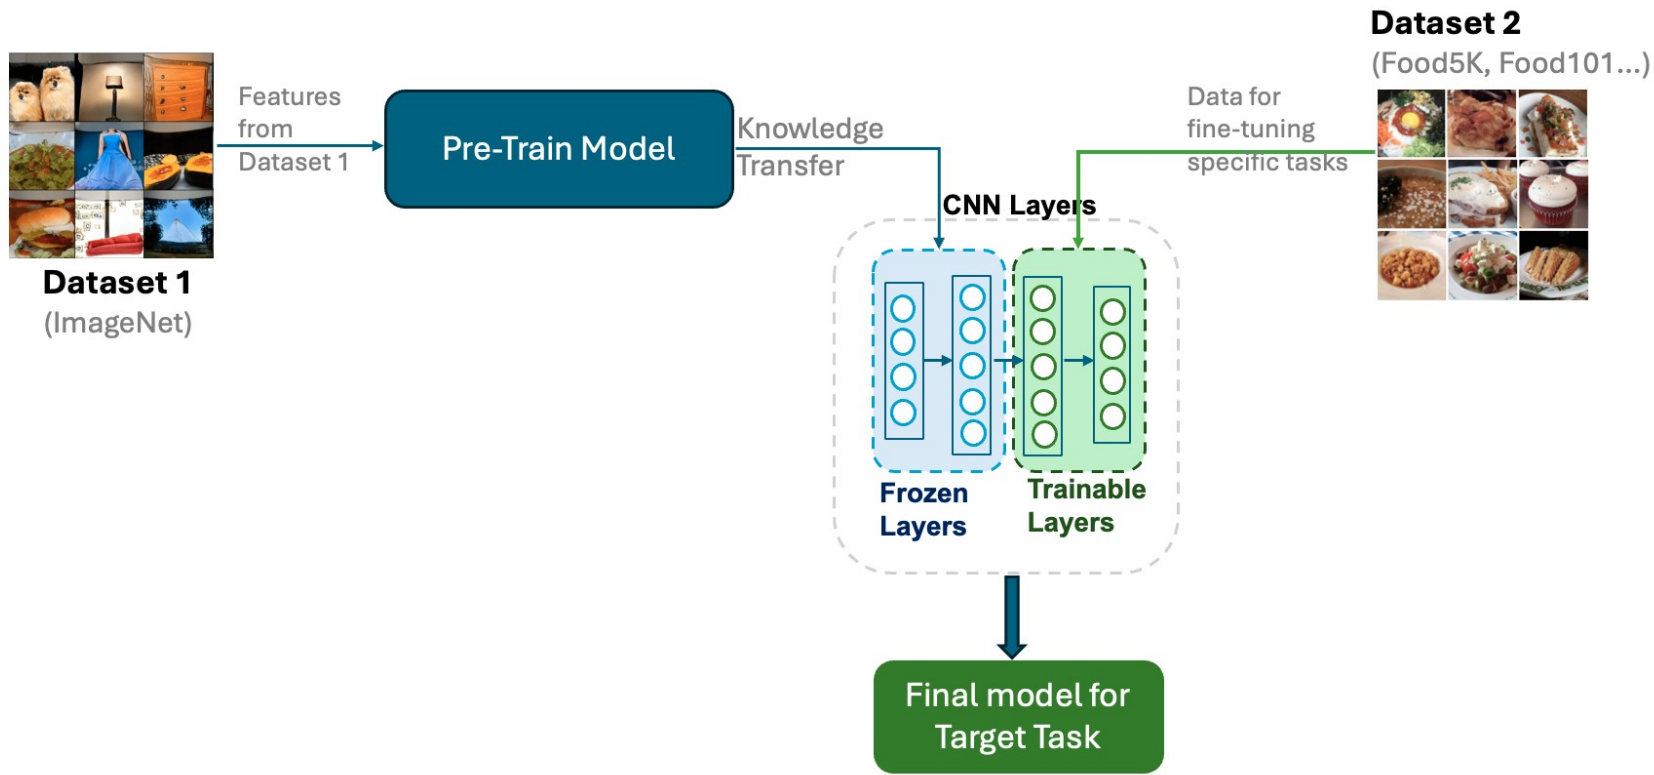 Dataset 2
(Food5K, Food101...)
Features
from
Dataset 1
Pre-Train Model
Knowledge
Transfer
Data for
fine-tuning
specific tasks
CNN Layers
Dataset 1
(ImageNet)
Frozen
Layers
Trainable
Layers
Final model for
Target Task